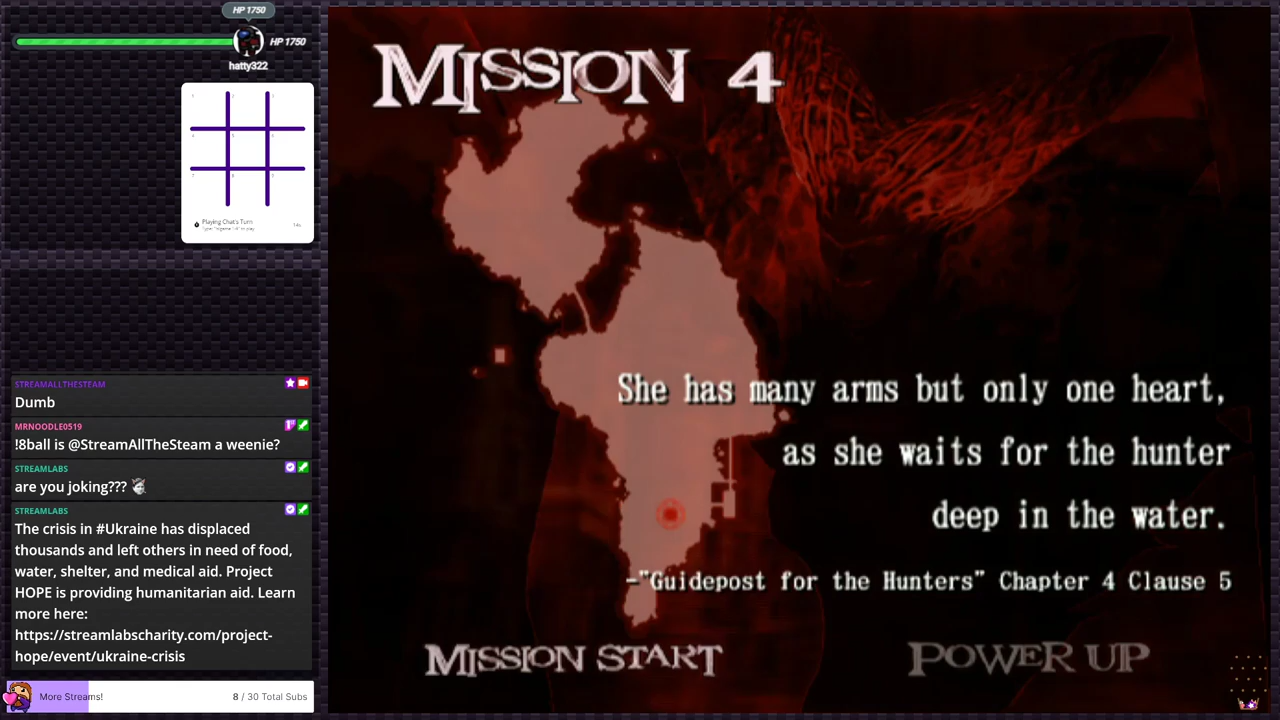 HP 1750
HP 1750
hatty322
Playing Chat's Turn
14s
STREAMALLTHESTEAM
Dumb
MRNOODLE0519
!8ball is @StreamAllTheSteam a weenie?
STREAMLABS
are you joking???
STREAMLABS
The crisis in #Ukraine has displaced
thousands and left others in need of food,
water, shelter, and medical aid. Project
HOPE is providing humanitarian aid. Learn
more here:
https://streamlabscharity.com/project-
hope/event/ukraine-crisis
More Streams!
8 / 30 Total Subs
MISSION 4
She has many arms but only one heart,
as she waits for the hunter
deep in the water.
-"Guidepost for the Hunters" Chapter 4 Clause 5
MISSION START
POWER UP